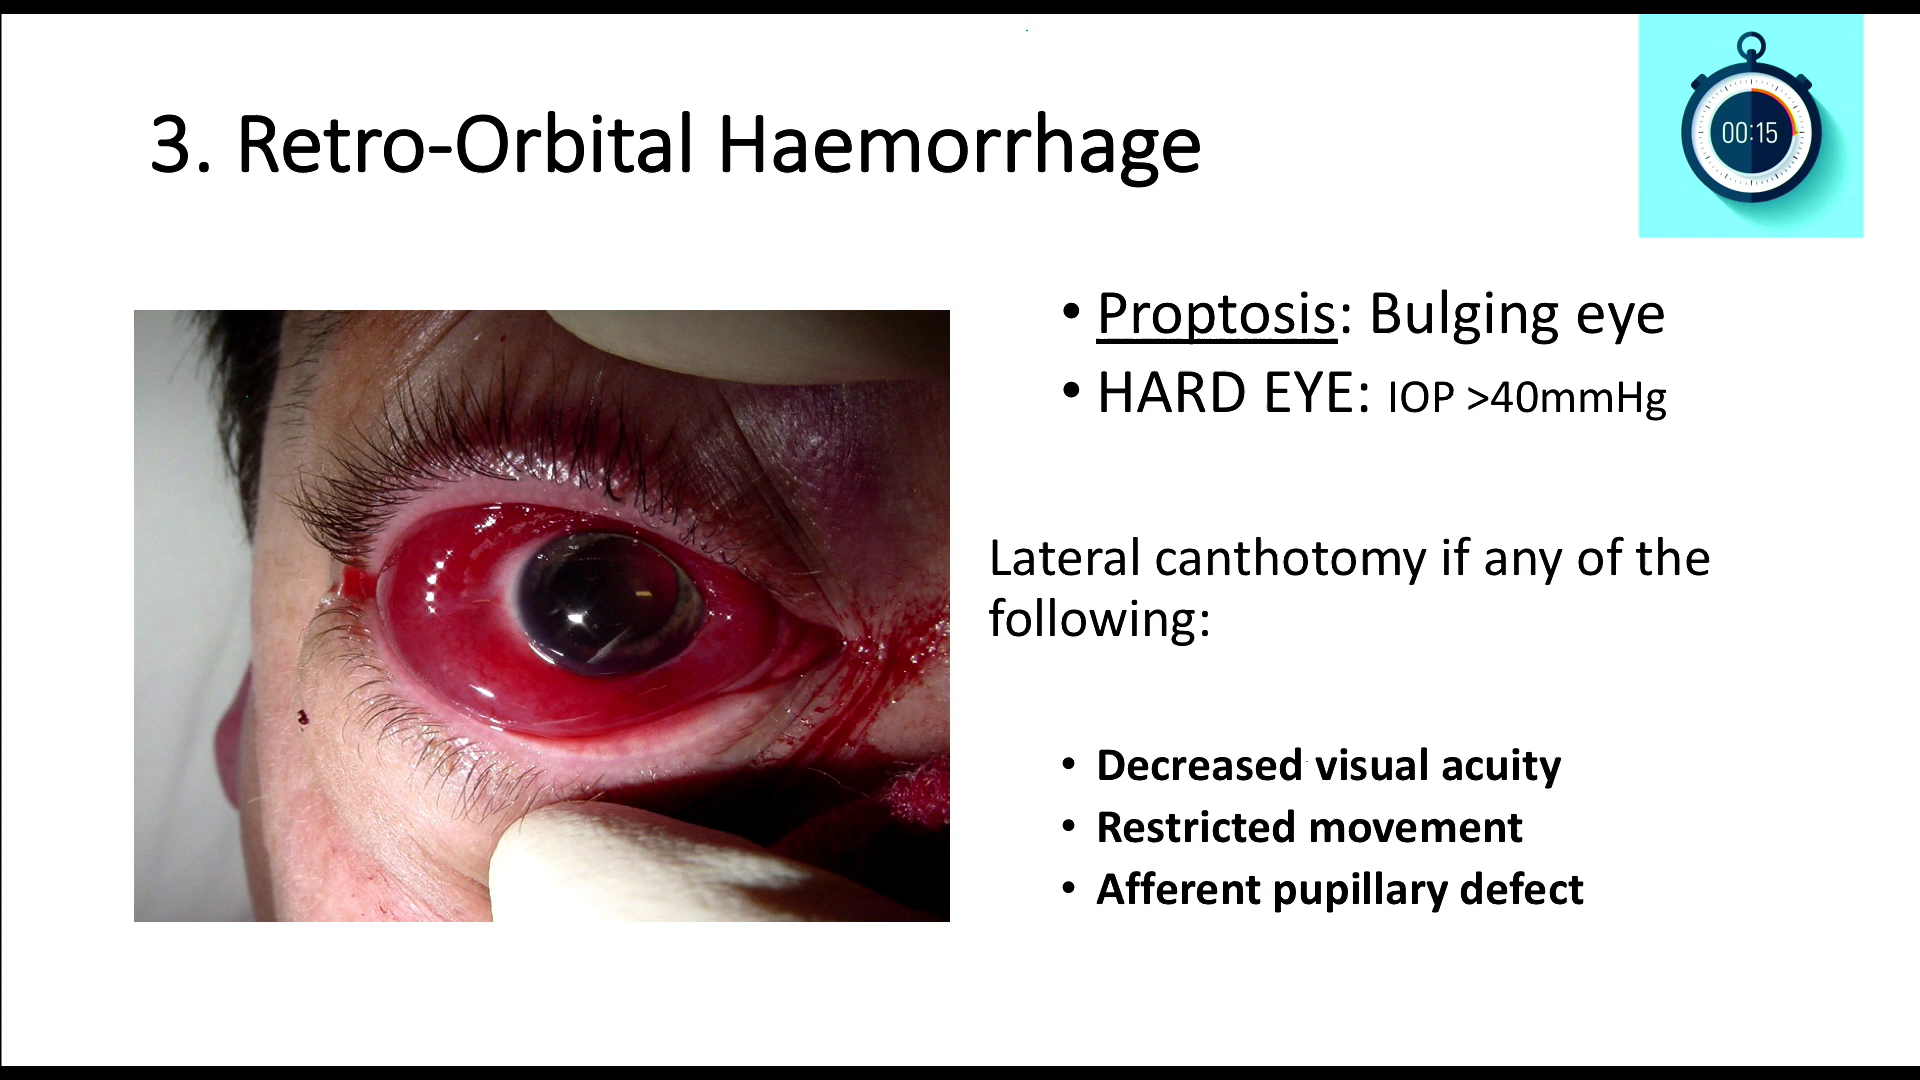 3. Retro-Orbital Haemorrhage
00:15
• Proptosis: Bulging eye
• HARD EYE: IOP >40mmHg
Lateral canthotomy if any of the
following:
• Decreased visual acuity
• Restricted movement
• Afferent pupillary defect